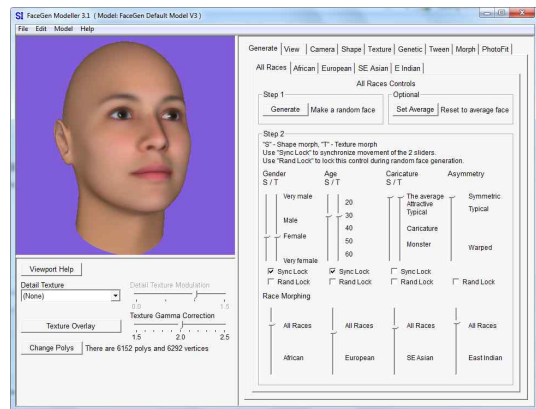 SI FaceGen Modeller 3.1 ( Model: FaceGen Default Model V3 )
File Edit Model Help
Generate View Camera Shape Texture Genetic Tween Morph PhotoFit
All Races African European SE Asian E Indian
All Races Controls
Step 1
Generate Make a random face
Optional
Set Average Reset to average face
Step 2
"S" - Shape morph, "T" - Texture morph
Use "Sync Lock" to synchronize movement of the 2 sliders.
Use "Rand Lock" to lock this control during random face generation.
Gender Age Caricature Asymmetry
S / T S / T S / T
Very male
Male
Female
Very female
20
30
40
50
60
The average
Attractive
Typical
Caricature
Monster
Symmetric
Typical
Warped
Sync Lock Sync Lock Sync Lock
Rand Lock Rand Lock Rand Lock Rand Lock
Race Morphing
All Races All Races All Races All Races
African European SE Asian East Indian
Viewport Help
Detail Texture
(None)
Detail Texture Modulation
0.0 1.5
Texture Overlay
Texture Gamma Correction
1.5 2.0 2.5
Change Polys There are 6152 polys and 6292 vertices